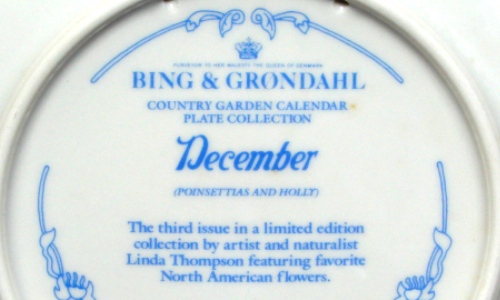 PURVEYOR TO HER MAJESTY THE QUEEN OF DENMARK
BING & GRØNDAHL
COUNTRY GARDEN CALENDAR
PLATE COLLECTION
December
(POINSETTIAS AND HOLLY)
The third issue in a limited edition
collection by artist and naturalist
Linda Thompson featuring favorite
North American flowers.